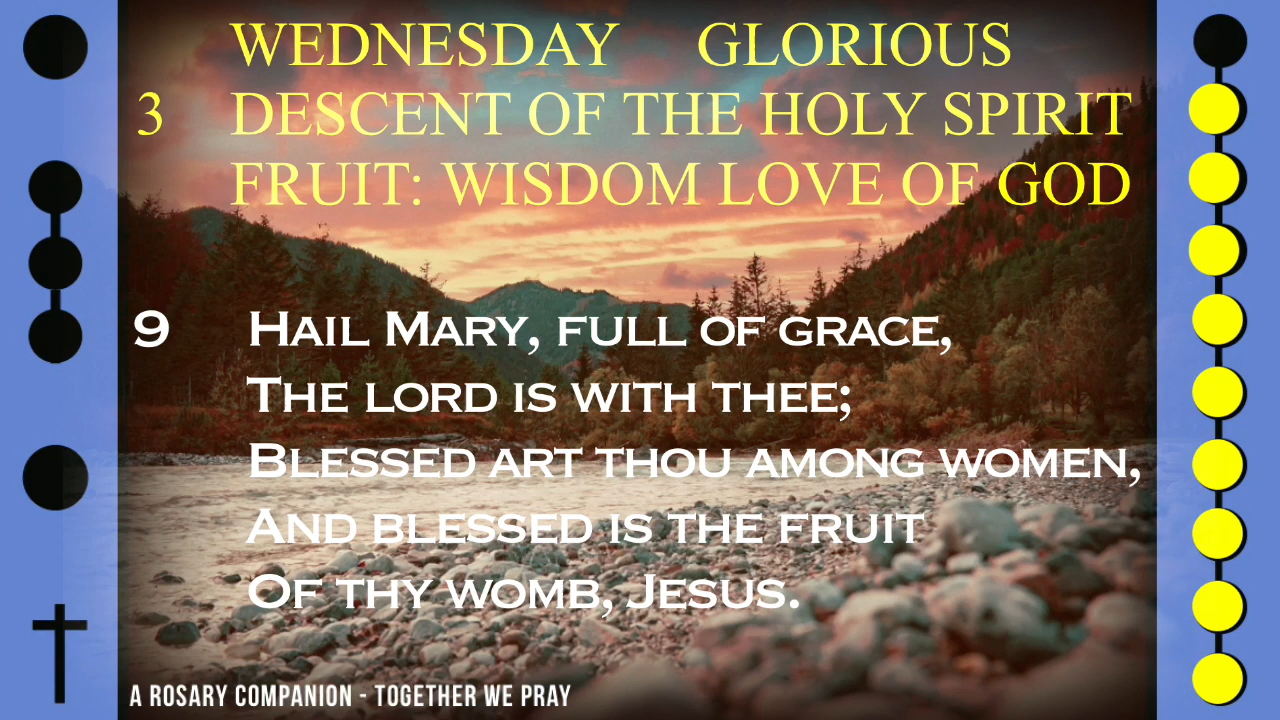 WEDNESDAY GLORIOUS
3 DESCENT OF THE HOLY SPIRIT
FRUIT: WISDOM LOVE OF GOD
9 Hail Mary, full of grace,
The Lord is with thee;
Blessed art thou among women,
And blessed is the fruit
Of thy womb, Jesus.
A ROSARY COMPANION - TOGETHER WE PRAY